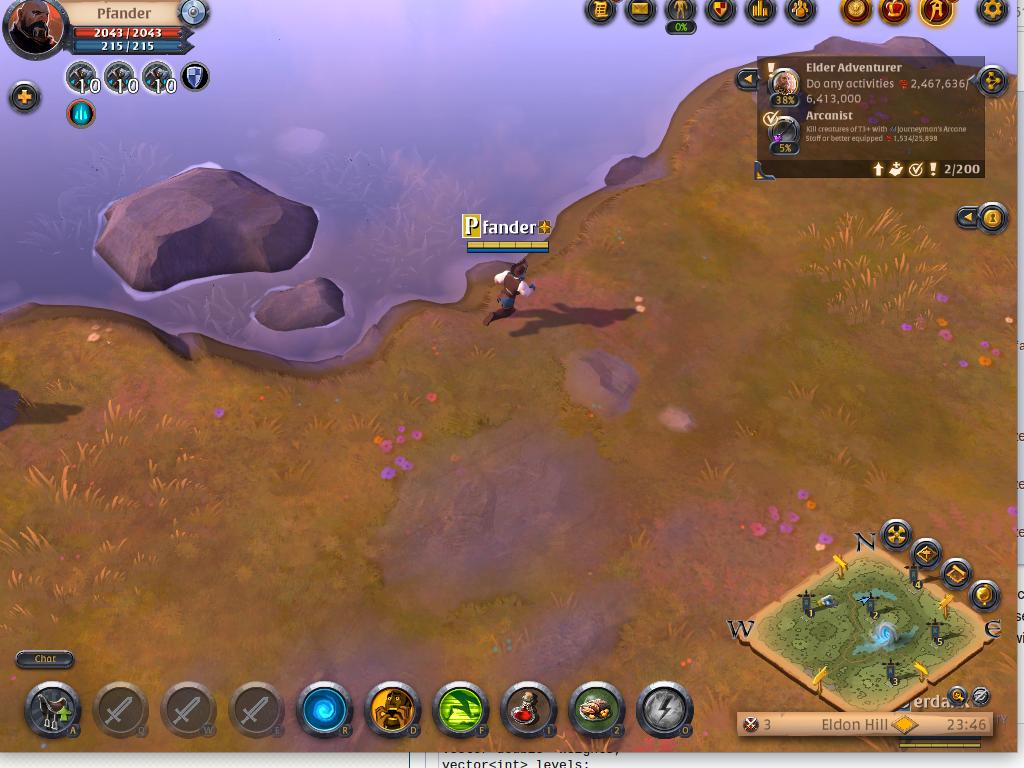 Pfander
2043 / 2043
215 / 215
10 10 10
0%
Elder Adventurer
Do any activities 2,467,636/
6,413,000
38%
Arcanist
Kill creatures of T3+ with Journeyman's Arcane
Staff or better equipped 1,534/25,898
5%
2/200
Pfander
N
W
E
1
2
3
4
5
Chat
A
Q
W
E
R
D
F
1
2
O
3
Eldon Hill
23:46
vector<int> levels;